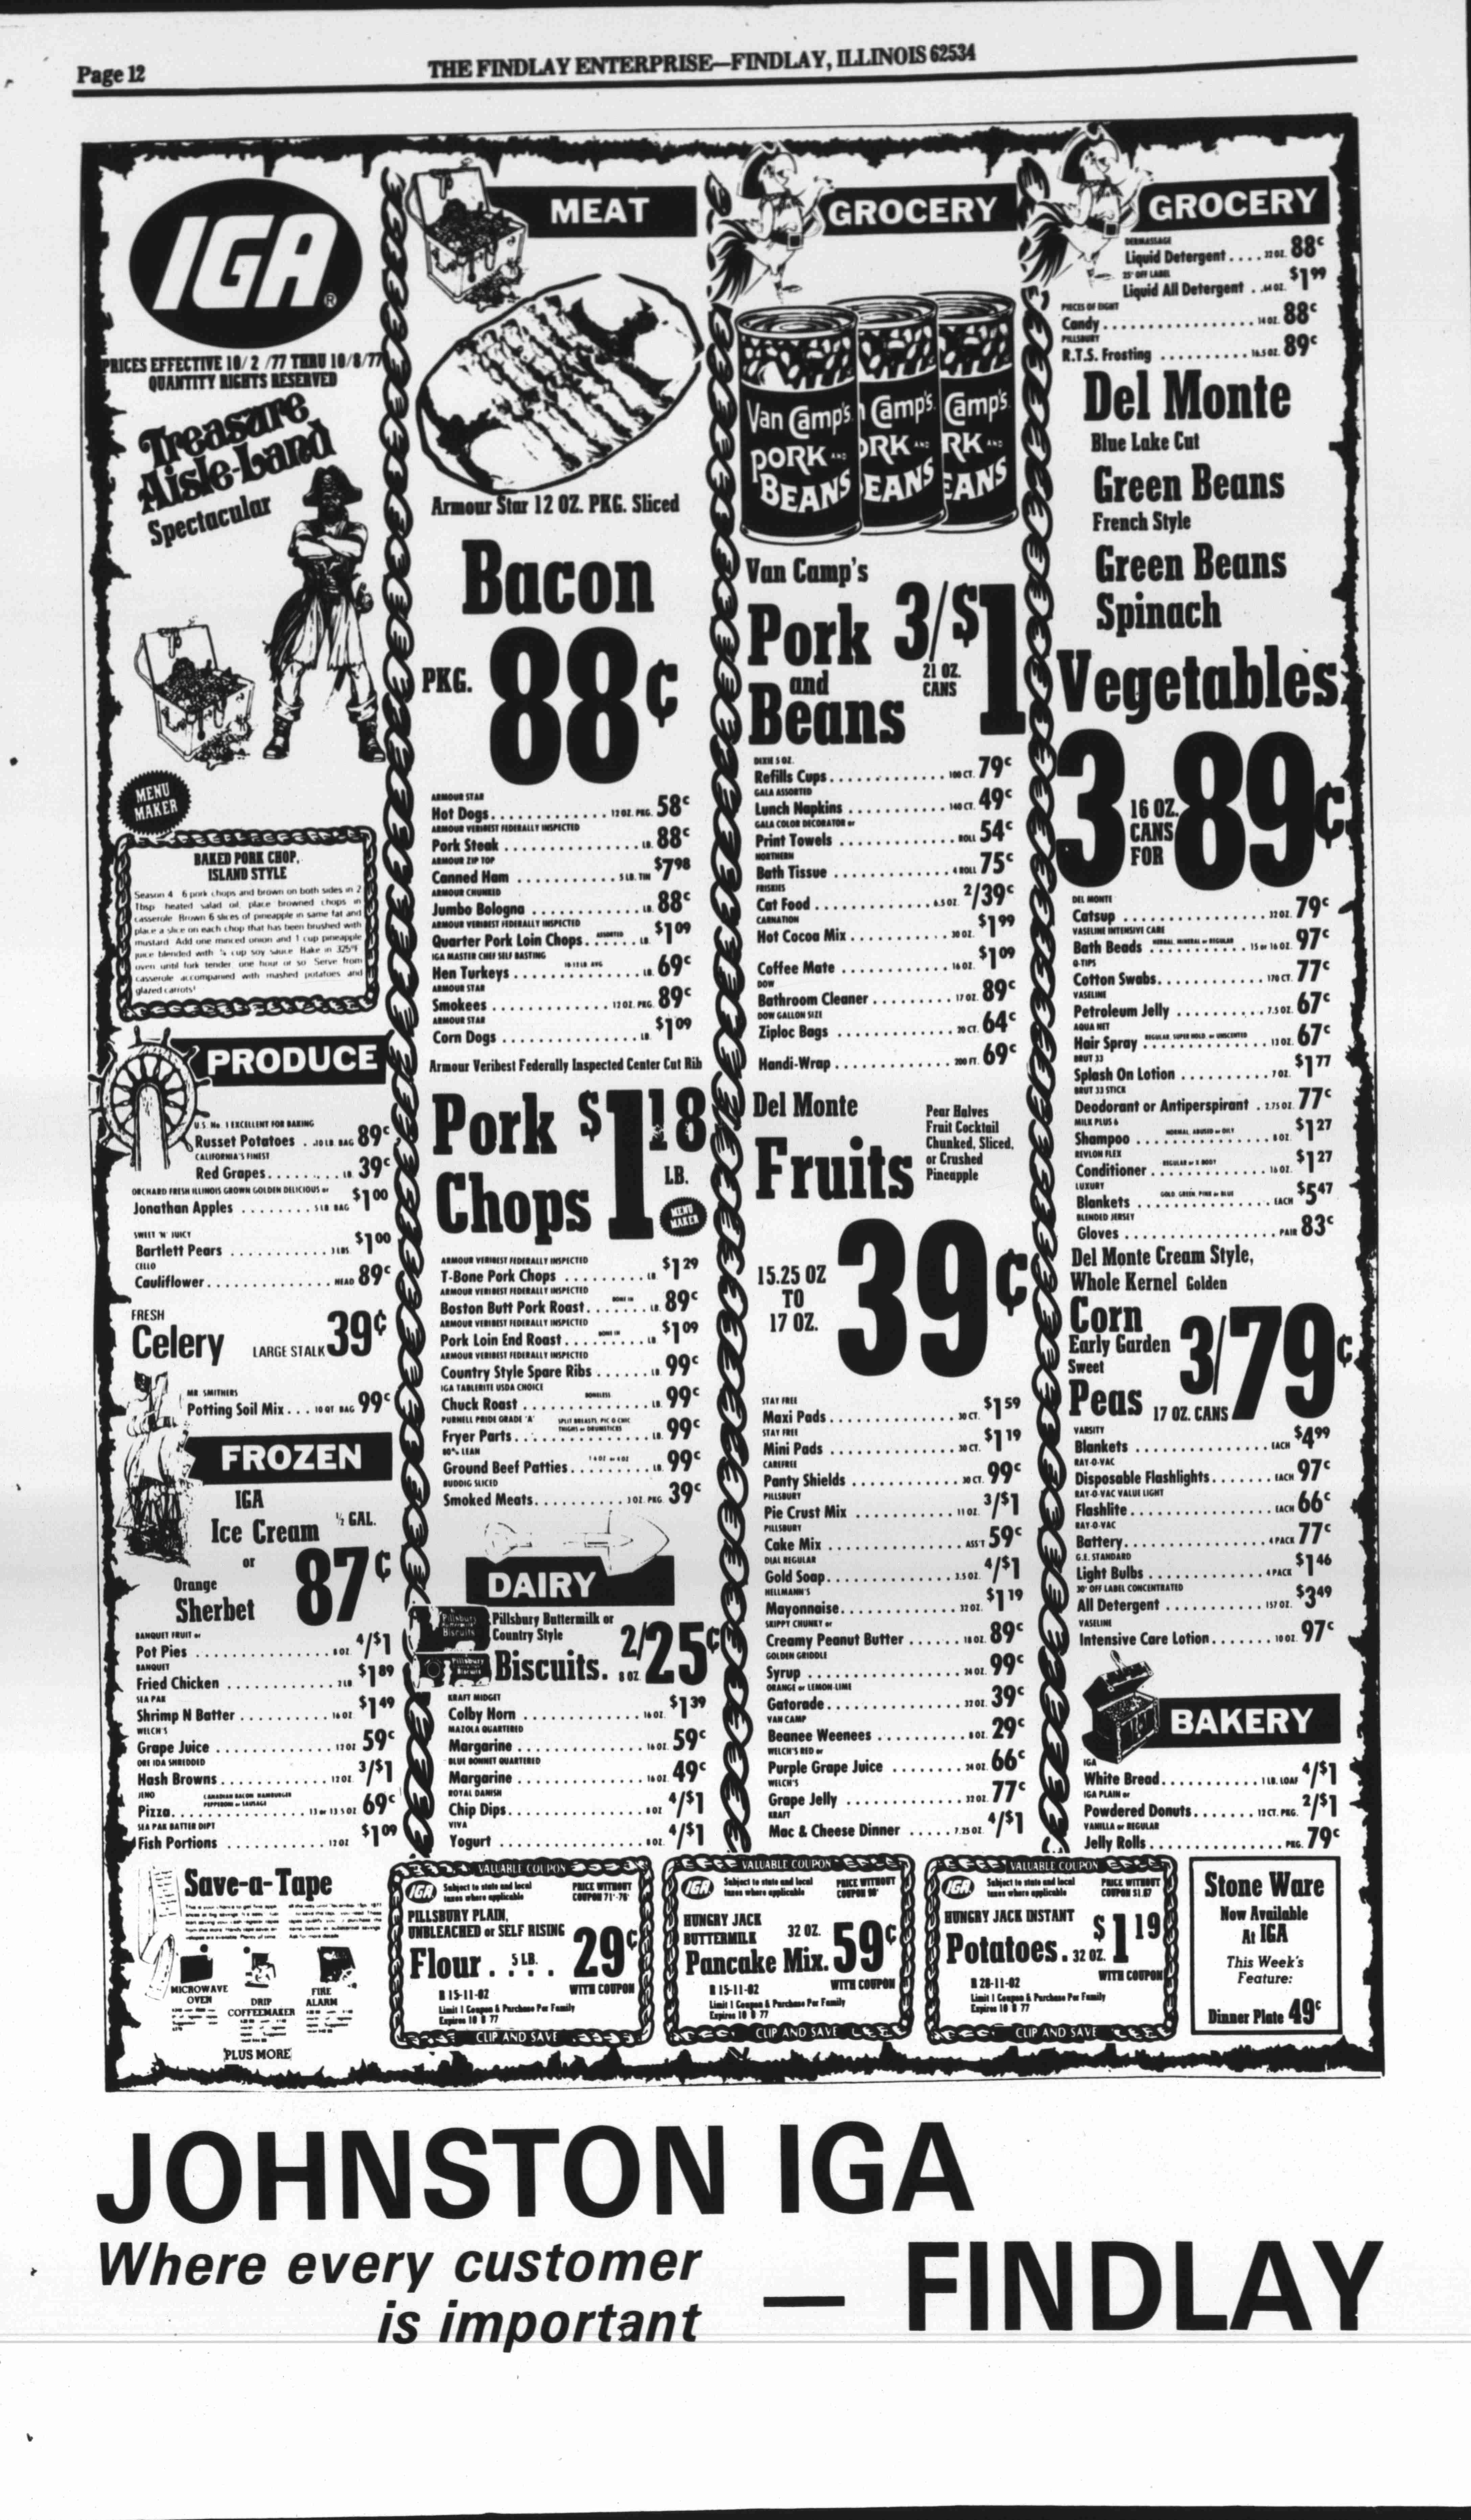 Page 12
THE FINDLAY ENTERPRISE—FINDLAY, ILLINOIS 62534
IGA
®
PRICES EFFECTIVE 10/ 2 /77 THRU 10/8/77
QUANTITY RIGHTS RESERVED
Treasure
Aisle-Land
Spectacular
MENU
MAKER
BAKED PORK CHOP,
ISLAND STYLE
Season 4 6 pork chops and brown on both sides in 2
Tbsp heated salad oil, place browned chops in
casserole Brown 6 slices of pineapple in same fat and
place a slice on each chop that has been brushed with
mustard Add one minced onion and 1 cup pineapple
juice blended with cup soy sauce Bake in 325°F
oven until fork tender, one hour or so Serve from
casserole accompanied with mashed potatoes and
glazed carrots!
PRODUCE
U.S. No. 1 EXCELLENT FOR BAKING
Russet Potatoes . .10 LB. BAG 89¢
CALIFORNIA'S FINEST
Red Grapes . . . . . . . . LB. 39¢
ORCHARD FRESH ILLINOIS GROWN GOLDEN DELICIOUS or
Jonathan Apples . . . . . . . . 5 LB. BAG $1.00
SWEET 'N' JUICY
Bartlett Pears . . . . . . . . . . . 3 LBS. $1.00
CELLO
Cauliflower . . . . . . . . . . . . . . HEAD 89¢
FRESH
Celery LARGE STALK 39¢
MR. SMITHERS
Potting Soil Mix . . . 10 QT BAG 99¢
FROZEN
IGA
Ice Cream ½ GAL.
or
Orange
Sherbet 87¢
BANQUET FRUIT or
Pot Pies . . . . . . . . . . . . . . . 8 OZ. 4/$1
BANQUET
Fried Chicken . . . . . . . . . . . . 2 LB. $1.89
SEA PAK
Shrimp N Batter . . . . . . . . . . 16 OZ. $1.49
WELCH'S
Grape Juice . . . . . . . . . . . . . 12 OZ. 59¢
ORE IDA SHREDDED
Hash Browns . . . . . . . . . . . . 12 OZ. 3/$1
JENO CANADIAN BACON HAMBURGER
PEPPERONI or SAUSAGE
Pizza . . . . . . . . . . . . . . . 13 or 13.5 OZ. 69¢
SEA PAK BATTER DIPT
Fish Portions . . . . . . . . . . . 12 OZ. $1.09
MEAT
Armour Star 12 OZ. PKG. Sliced
Bacon
PKG. 88¢
ARMOUR STAR
Hot Dogs . . . . . . . . . . . . . 12 OZ. PKG. 58¢
ARMOUR VERIBEST FEDERALLY INSPECTED
Pork Steak . . . . . . . . . . . . . . . LB. 88¢
ARMOUR ZIP TOP
Canned Ham . . . . . . . . . . . 5 LB. TIN $7.98
ARMOUR CHUNKED
Jumbo Bologna . . . . . . . . . . . . LB. 88¢
ARMOUR VERIBEST FEDERALLY INSPECTED
Quarter Pork Loin Chops . . ASSORTED . . . . LB. $1.09
IGA MASTER CHEF SELF BASTING
Hen Turkeys . . . . 10-12 LB. AVG. . . . . . LB. 69¢
ARMOUR STAR
Smokees . . . . . . . . . . . . . 12 OZ. PKG. 89¢
ARMOUR STAR
Corn Dogs . . . . . . . . . . . . . . . LB. $1.09
Armour Veribest Federally Inspected Center Cut Rib
Pork
Chops
$1.18
LB.
MENU
MAKER
ARMOUR VERIBEST FEDERALLY INSPECTED
T-Bone Pork Chops . . . . . . . . . LB. $1.29
ARMOUR VERIBEST FEDERALLY INSPECTED
Boston Butt Pork Roast . . BONE IN . . . . . LB. 89¢
ARMOUR VERIBEST FEDERALLY INSPECTED
Pork Loin End Roast . . BONE IN . . . . . . LB. $1.09
ARMOUR VERIBEST FEDERALLY INSPECTED
Country Style Spare Ribs . . . . . . LB. 99¢
IGA TABLERITE USDA CHOICE
Chuck Roast . . . . . BONELESS . . . . . . . LB. 99¢
PURNELL PRIDE GRADE 'A' SPLIT BREASTS, PIC O CHIC
THIGHS or DRUMSTICKS
Fryer Parts . . . . . . . . . . . . . . LB. 99¢
80% LEAN
Ground Beef Patties . . . . . . . . . LB. 99¢
BUDDIG SLICED
Smoked Meats . . . . . . . . . . 3 OZ. PKG. 39¢
DAIRY
Pillsbury Buttermilk or
Country Style
Biscuits. 8 OZ. 2/25¢
KRAFT MIDGET
Colby Horn . . . . . . . . . . . . . 16 OZ. $1.39
MAZOLA QUARTERED
Margarine . . . . . . . . . . . . . . 16 OZ. 59¢
BLUE BONNET QUARTERED
Margarine . . . . . . . . . . . . . . 16 OZ. 49¢
ROYAL DANISH
Chip Dips . . . . . . . . . . . . . . . 8 OZ. 4/$1
VIVA
Yogurt . . . . . . . . . . . . . . . . 8 OZ. 4/$1
GROCERY
Van Camp's PORK AND BEANS
Van Camp's
Pork
and
Beans
3/$1
21 OZ.
CANS
DIXIE 5 OZ.
Refills Cups . . . . . . . . . . . . . 100 CT. 79¢
GALA ASSORTED
Lunch Napkins . . . . . . . . . . . 140 CT. 49¢
GALA COLOR DECORATOR or
Print Towels . . . . . . . . . . . . . ROLL 54¢
NORTHERN
Bath Tissue . . . . . . . . . . . . . 4 ROLL 75¢
FRISKIES
Cat Food . . . . . . . . . . . . . . 6.5 OZ. 2/39¢
CARNATION
Hot Cocoa Mix . . . . . . . . . . . 30 OZ. $1.99
Coffee Mate . . . . . . . . . . . . 16 OZ. $1.09
DOW
Bathroom Cleaner . . . . . . . . . 17 OZ. 89¢
DOW GALLON SIZE
Ziploc Bags . . . . . . . . . . . . . 20 CT. 64¢
Handi-Wrap . . . . . . . . . . . . . 200 FT. 69¢
Del Monte
Fruits
Pear Halves
Fruit Cocktail
Chunked, Sliced,
or Crushed
Pineapple
15.25 OZ
TO
17 OZ.
39¢
STAY FREE
Maxi Pads . . . . . . . . . . . . . . 30 CT. $1.59
STAY FREE
Mini Pads . . . . . . . . . . . . . . 30 CT. $1.19
CAREFREE
Panty Shields . . . . . . . . . . . . 30 CT. 99¢
PILLSBURY
Pie Crust Mix . . . . . . . . . . . . 11 OZ. 3/$1
PILLSBURY
Cake Mix . . . . . . . . . . . . . . . ASS'T 59¢
DIAL REGULAR
Gold Soap . . . . . . . . . . . . . . 3.5 OZ. 4/$1
HELLMANN'S
Mayonnaise . . . . . . . . . . . . . 32 OZ. $1.19
SKIPPY CHUNKY or
Creamy Peanut Butter . . . . . . 18 OZ. 89¢
GOLDEN GRIDDLE
Syrup . . . . . . . . . . . . . . . . . 24 OZ. 99¢
ORANGE or LEMON-LIME
Gatorade . . . . . . . . . . . . . . . 32 OZ. 39¢
VAN CAMP
Beanee Weenees . . . . . . . . . . 8 OZ. 29¢
WELCH'S RED or
Purple Grape Juice . . . . . . . . 24 OZ. 66¢
WELCH'S
Grape Jelly . . . . . . . . . . . . . 32 OZ. 77¢
KRAFT
Mac & Cheese Dinner . . . . . 7.25 OZ. 4/$1
GROCERY
DERMASSAGE
Liquid Detergent . . . . 22 OZ. 88¢
25¢ OFF LABEL
Liquid All Detergent . . 64 OZ. $1.99
PIECES OF EIGHT
Candy . . . . . . . . . . . . . . . . . 14 OZ. 88¢
PILLSBURY
R.T.S. Frosting . . . . . . . . . . 16.5 OZ. 89¢
Del Monte
Blue Lake Cut
Green Beans
French Style
Green Beans
Spinach
Vegetables
3 16 OZ. CANS FOR 89¢
DEL MONTE
Catsup . . . . . . . . . . . . . . . . 32 OZ. 79¢
VASELINE INTENSIVE CARE
Bath Beads HERBAL, MINERAL or REGULAR . . . . 15 or 16 OZ. 97¢
Q-TIPS
Cotton Swabs . . . . . . . . . . . . 170 CT. 77¢
VASELINE
Petroleum Jelly . . . . . . . . . . 7.5 OZ. 67¢
AQUA NET
Hair Spray REGULAR, SUPER HOLD, or UNSCENTED . . . . 13 OZ. 67¢
BRUT 33
Splash On Lotion . . . . . . . . . . 7 OZ. $1.77
BRUT 33 STICK
Deodorant or Antiperspirant . 2.75 OZ. 77¢
MILK PLUS 6
Shampoo NORMAL, ABUSED or OILY . . . . 8 OZ. $1.27
REVLON FLEX
Conditioner REGULAR or X-BODY . . . . 16 OZ. $1.27
LUXURY
Blankets GOLD, GREEN, PINK or BLUE . . . . EACH $5.47
BLENDED JERSEY
Gloves . . . . . . . . . . . . . . . . . PAIR 83¢
Del Monte Cream Style,
Whole Kernel Golden
Corn
Early Garden
Sweet
Peas
3/79¢
17 OZ. CANS
VARSITY
Blankets . . . . . . . . . . . . . . . EACH $4.99
RAY-O-VAC
Disposable Flashlights . . . . . . . EACH 97¢
RAY-O-VAC VALUE LIGHT
Flashlite . . . . . . . . . . . . . . . . EACH 66¢
RAY-O-VAC
Battery . . . . . . . . . . . . . . . . 4 PACK 77¢
G.E. STANDARD
Light Bulbs . . . . . . . . . . . . . 4 PACK $1.46
30¢ OFF LABEL CONCENTRATED
All Detergent . . . . . . . . . . . 157 OZ. $3.49
VASELINE
Intensive Care Lotion . . . . . . . 10 OZ. 97¢
BAKERY
IGA
White Bread . . . . . . . . . . . 1 LB. LOAF 4/$1
IGA PLAIN or
Powdered Donuts . . . . . . . 12 CT. PKG. 2/$1
VANILLA or REGULAR
Jelly Rolls . . . . . . . . . . . . . . . PKG. 79¢
Save-a-Tape
MICROWAVE
OVEN
DRIP
COFFEEMAKER
FIRE
ALARM
PLUS MORE
VALUABLE COUPON
IGA
Subject to state and local
taxes where applicable
PRICE WITHOUT
COUPON 71¢-76¢
PILLSBURY PLAIN,
UNBLEACHED or SELF RISING
Flour . . . . 5 LB. 29¢
WITH COUPON
R 15-11-02
Limit 1 Coupon & Purchase Per Family
Expires 10 8 77
CLIP AND SAVE
VALUABLE COUPON
IGA
Subject to state and local
taxes where applicable
PRICE WITHOUT
COUPON 98¢
HUNGRY JACK
BUTTERMILK 32 OZ.
Pancake Mix. 59¢
WITH COUPON
R 15-11-02
Limit 1 Coupon & Purchase Per Family
Expires 10 8 77
CLIP AND SAVE
VALUABLE COUPON
IGA
Subject to state and local
taxes where applicable
PRICE WITHOUT
COUPON $1.67
HUNGRY JACK INSTANT
Potatoes. 32 OZ. $1.19
WITH COUPON
R 28-11-02
Limit 1 Coupon & Purchase Per Family
Expires 10 8 77
CLIP AND SAVE
Stone Ware
Now Available
At IGA
This Week's
Feature:
Dinner Plate 49¢
JOHNSTON IGA
Where every customer
is important
— FINDLAY